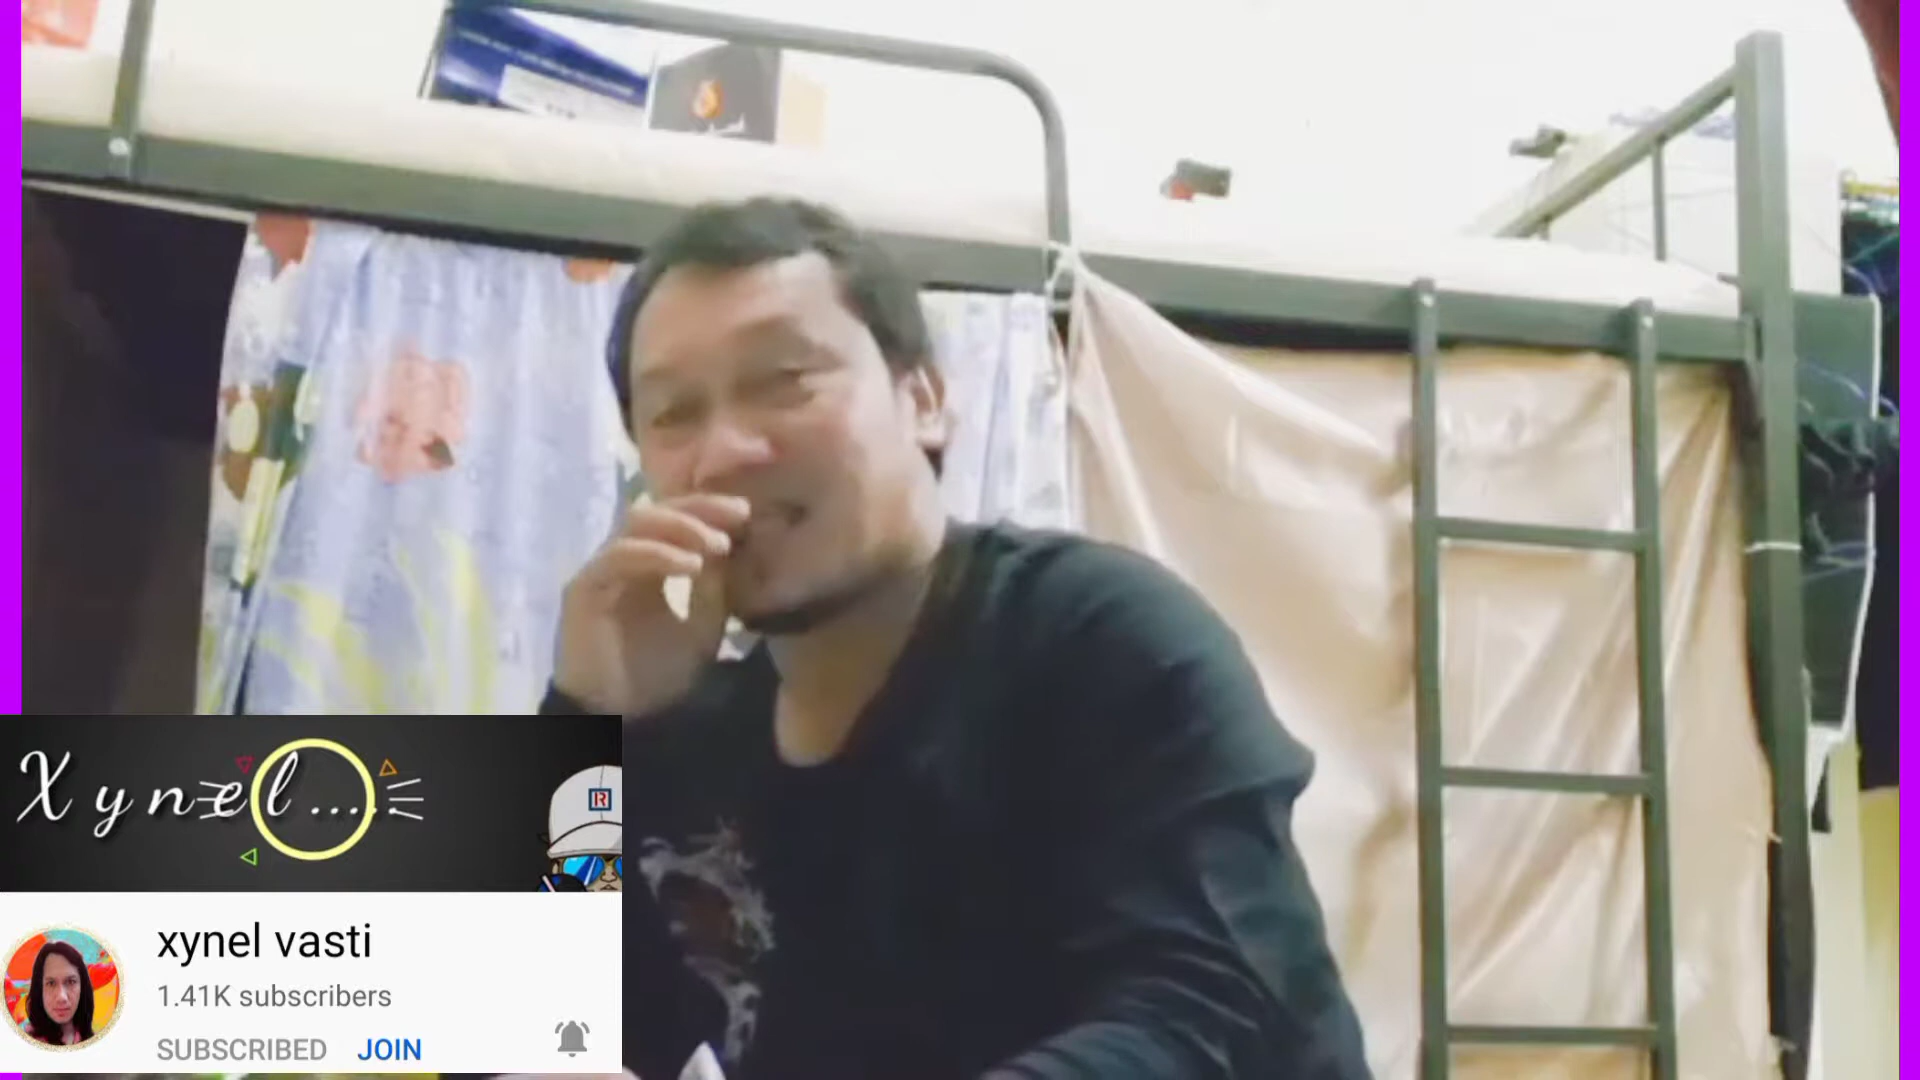 Xynel....
R
xynel vasti
1.41K subscribers
SUBSCRIBED JOIN